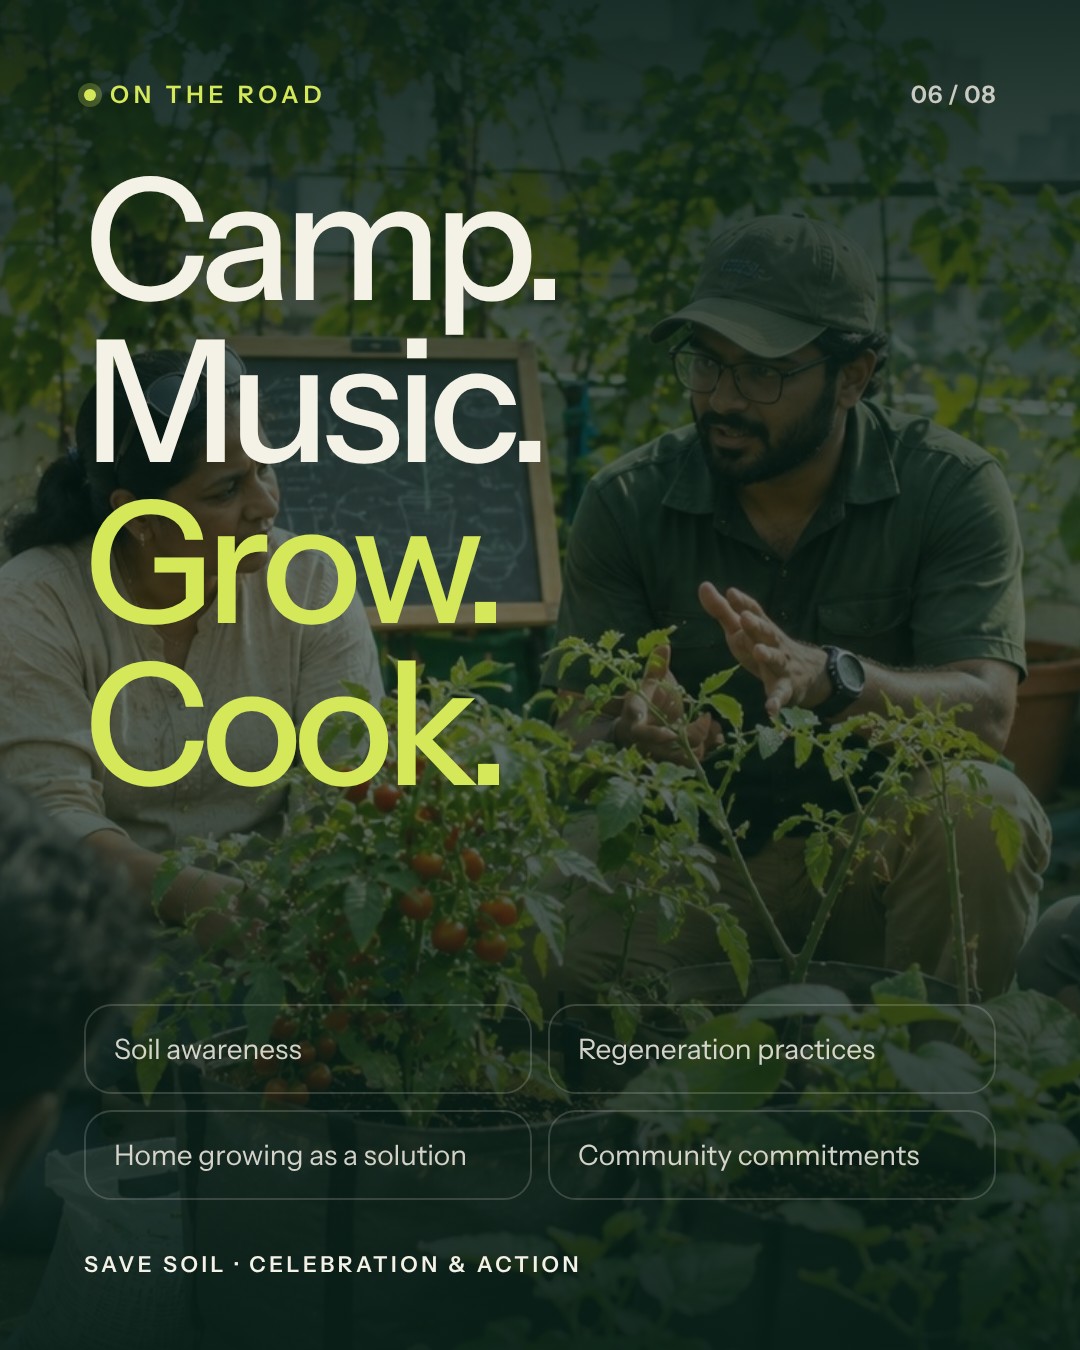 ON THE ROAD
06 / 08
Camp.
Music.
Grow.
Cook.
Soil awareness
Regeneration practices
Home growing as a solution
Community commitments
SAVE SOIL · CELEBRATION & ACTION